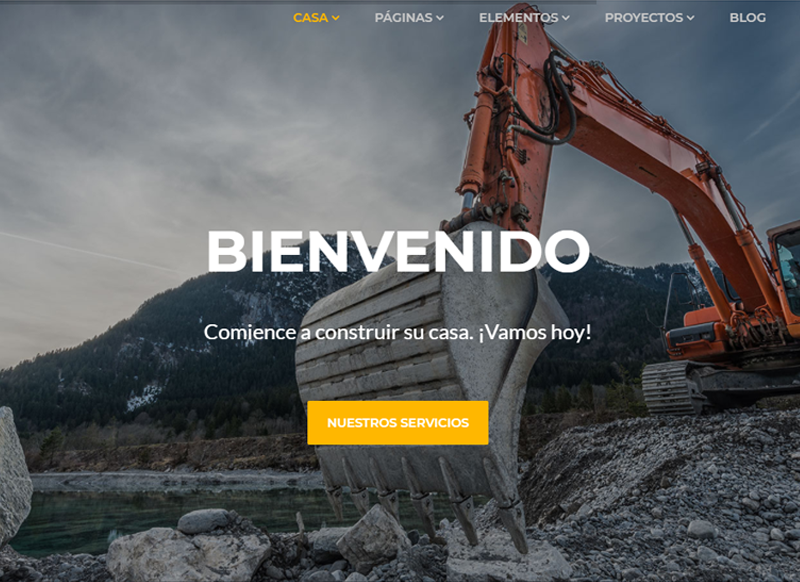 CASA PÁGINAS ELEMENTOS PROYECTOS BLOG
BIENVENIDO
Comience a construir su casa. ¡Vamos hoy!
NUESTROS SERVICIOS